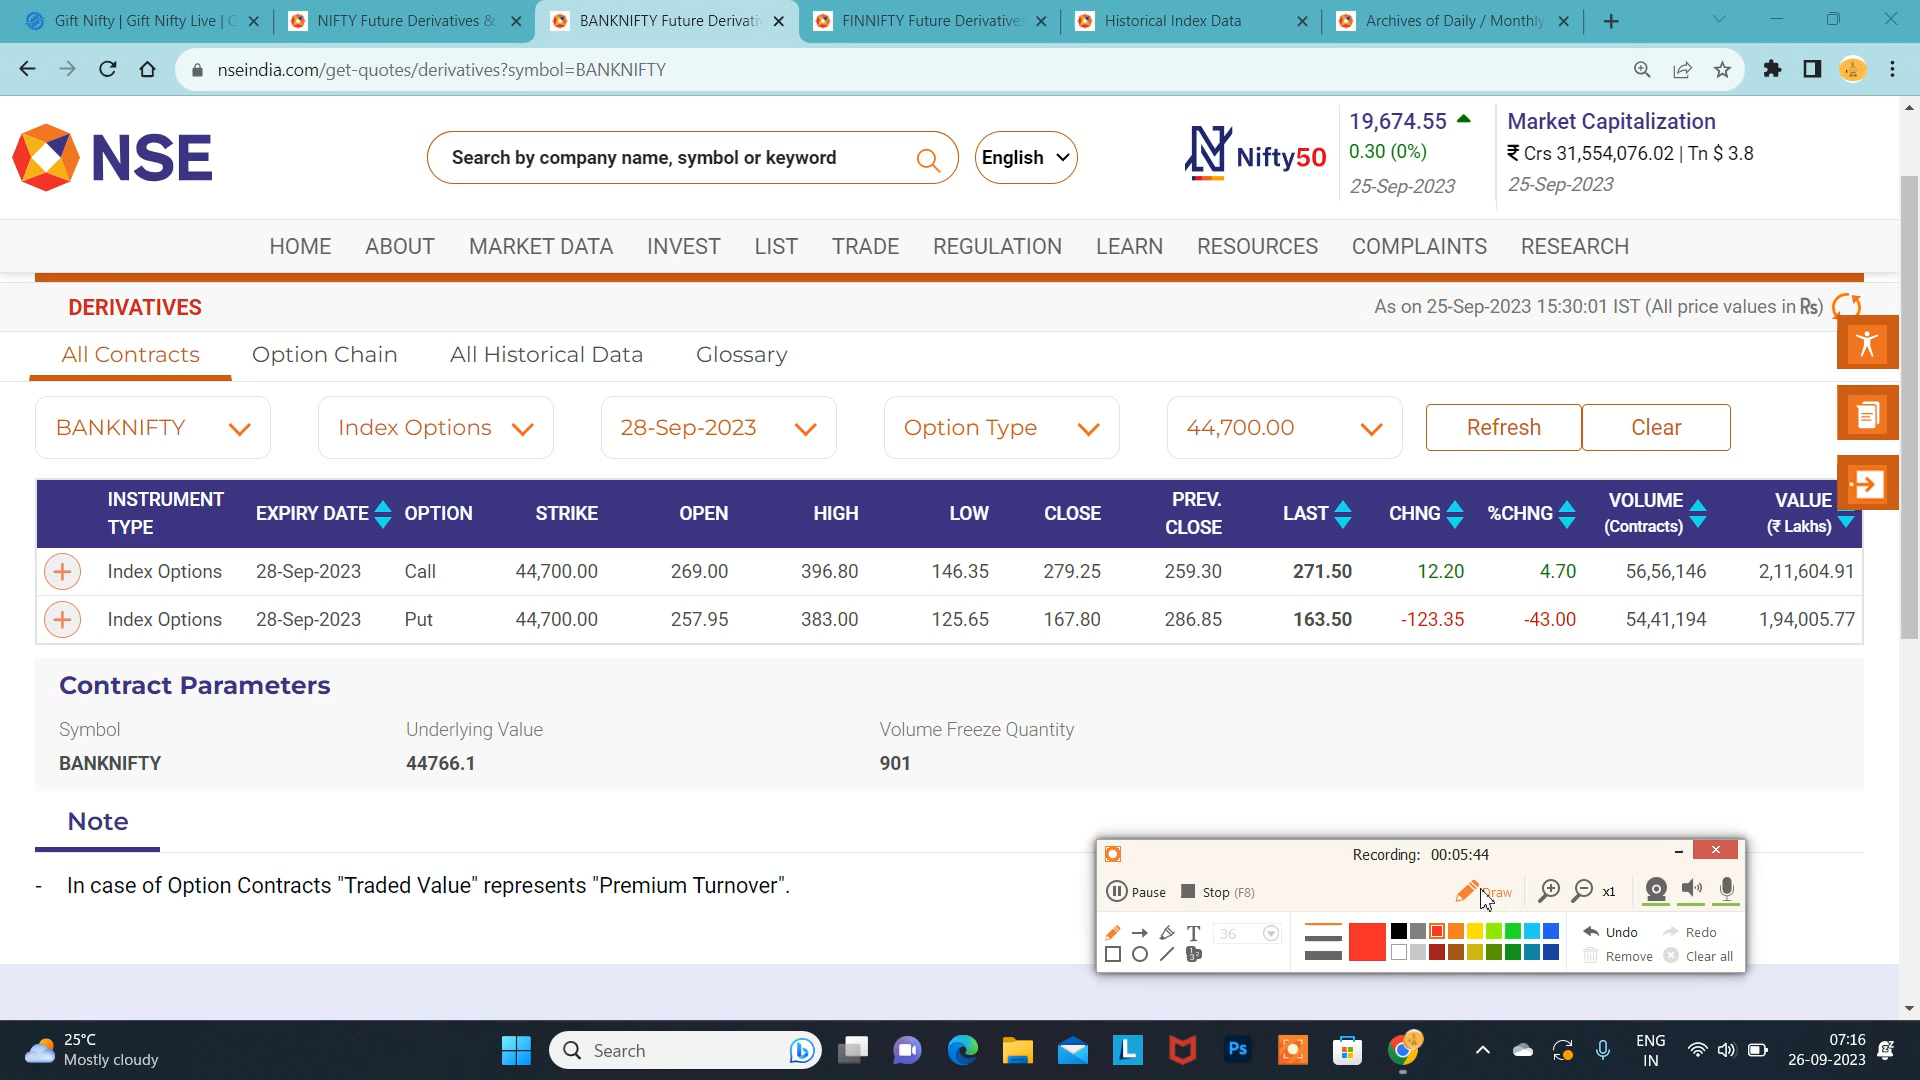 Gift Nifty | Gift Nifty Live | G
NIFTY Future Derivatives &
BANKNIFTY Future Derivativ
FINNIFTY Future Derivatives
Historical Index Data
Archives of Daily / Monthly
nseindia.com/get-quotes/derivatives?symbol=BANKNIFTY
NSE
Search by company name, symbol or keyword
English
Nifty50
19,674.55
0.30 (0%)
25-Sep-2023
Market Capitalization
₹ Crs 31,554,076.02 | Tn $ 3.8
25-Sep-2023
HOME ABOUT MARKET DATA INVEST LIST TRADE REGULATION LEARN RESOURCES COMPLAINTS RESEARCH
DERIVATIVES
As on 25-Sep-2023 15:30:01 IST (All price values in ₨)
All Contracts Option Chain All Historical Data Glossary
BANKNIFTY Index Options 28-Sep-2023 Option Type 44,700.00 Refresh Clear
INSTRUMENT TYPE EXPIRY DATE OPTION STRIKE OPEN HIGH LOW CLOSE PREV. CLOSE LAST CHNG %CHNG VOLUME (Contracts) VALUE (₹ Lakhs)
Index Options 28-Sep-2023 Call 44,700.00 269.00 396.80 146.35 279.25 259.30 271.50 12.20 4.70 56,56,146 2,11,604.91
Index Options 28-Sep-2023 Put 44,700.00 257.95 383.00 125.65 167.80 286.85 163.50 -123.35 -43.00 54,41,194 1,94,005.77
Contract Parameters
Symbol Underlying Value Volume Freeze Quantity
BANKNIFTY 44766.1 901
Note
- In case of Option Contracts "Traded Value" represents "Premium Turnover".
Recording: 00:05:44
Pause Stop (F8) Draw x1
T 36 Undo Redo
Remove Clear all
25°C
Mostly cloudy
Search
L
Ps
ENG
IN
07:16
26-09-2023